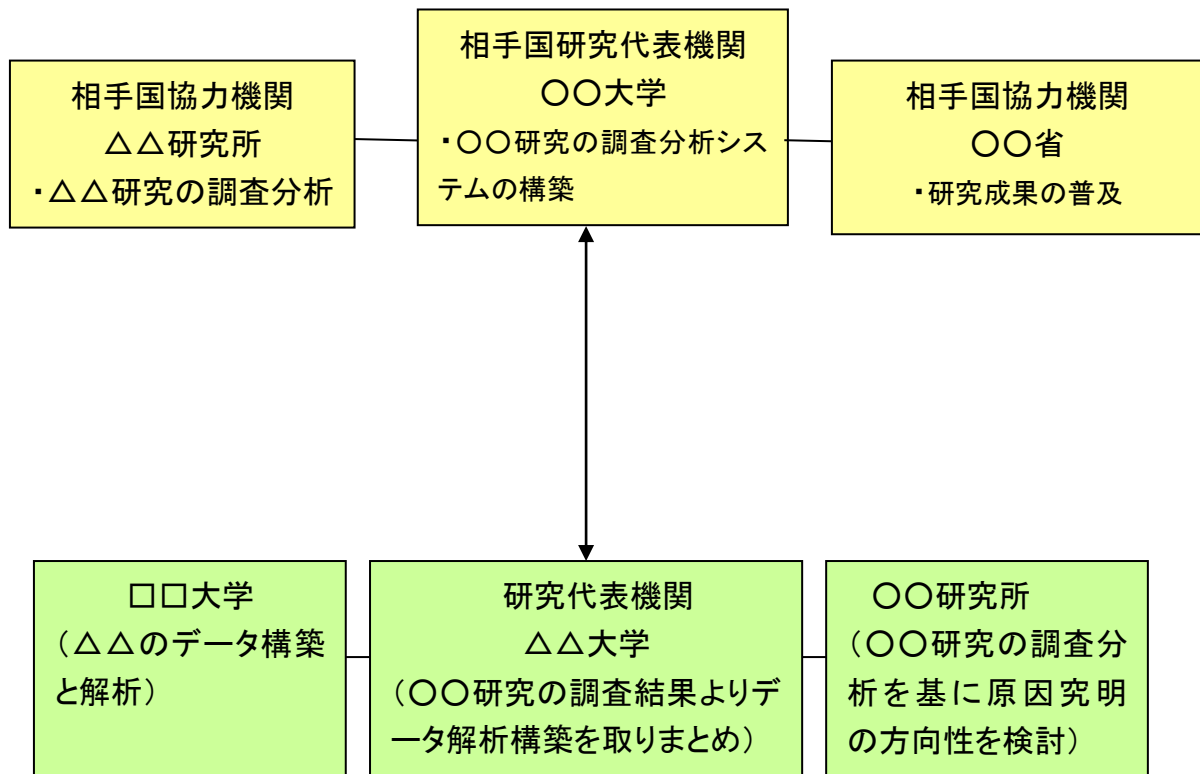 相手国協力機関
△△研究所
・△△研究の調査分析
相手国研究代表機関
〇〇大学
・〇〇研究の調査分析シス
テムの構築
相手国協力機関
〇〇省
・研究成果の普及
□□大学
（△△のデータ構築
と解析）
研究代表機関
△△大学
（〇〇研究の調査結果よりデ
ータ解析構築を取りまとめ）
〇〇研究所
（〇〇研究の調査分
析を基に原因究明
の方向性を検討）